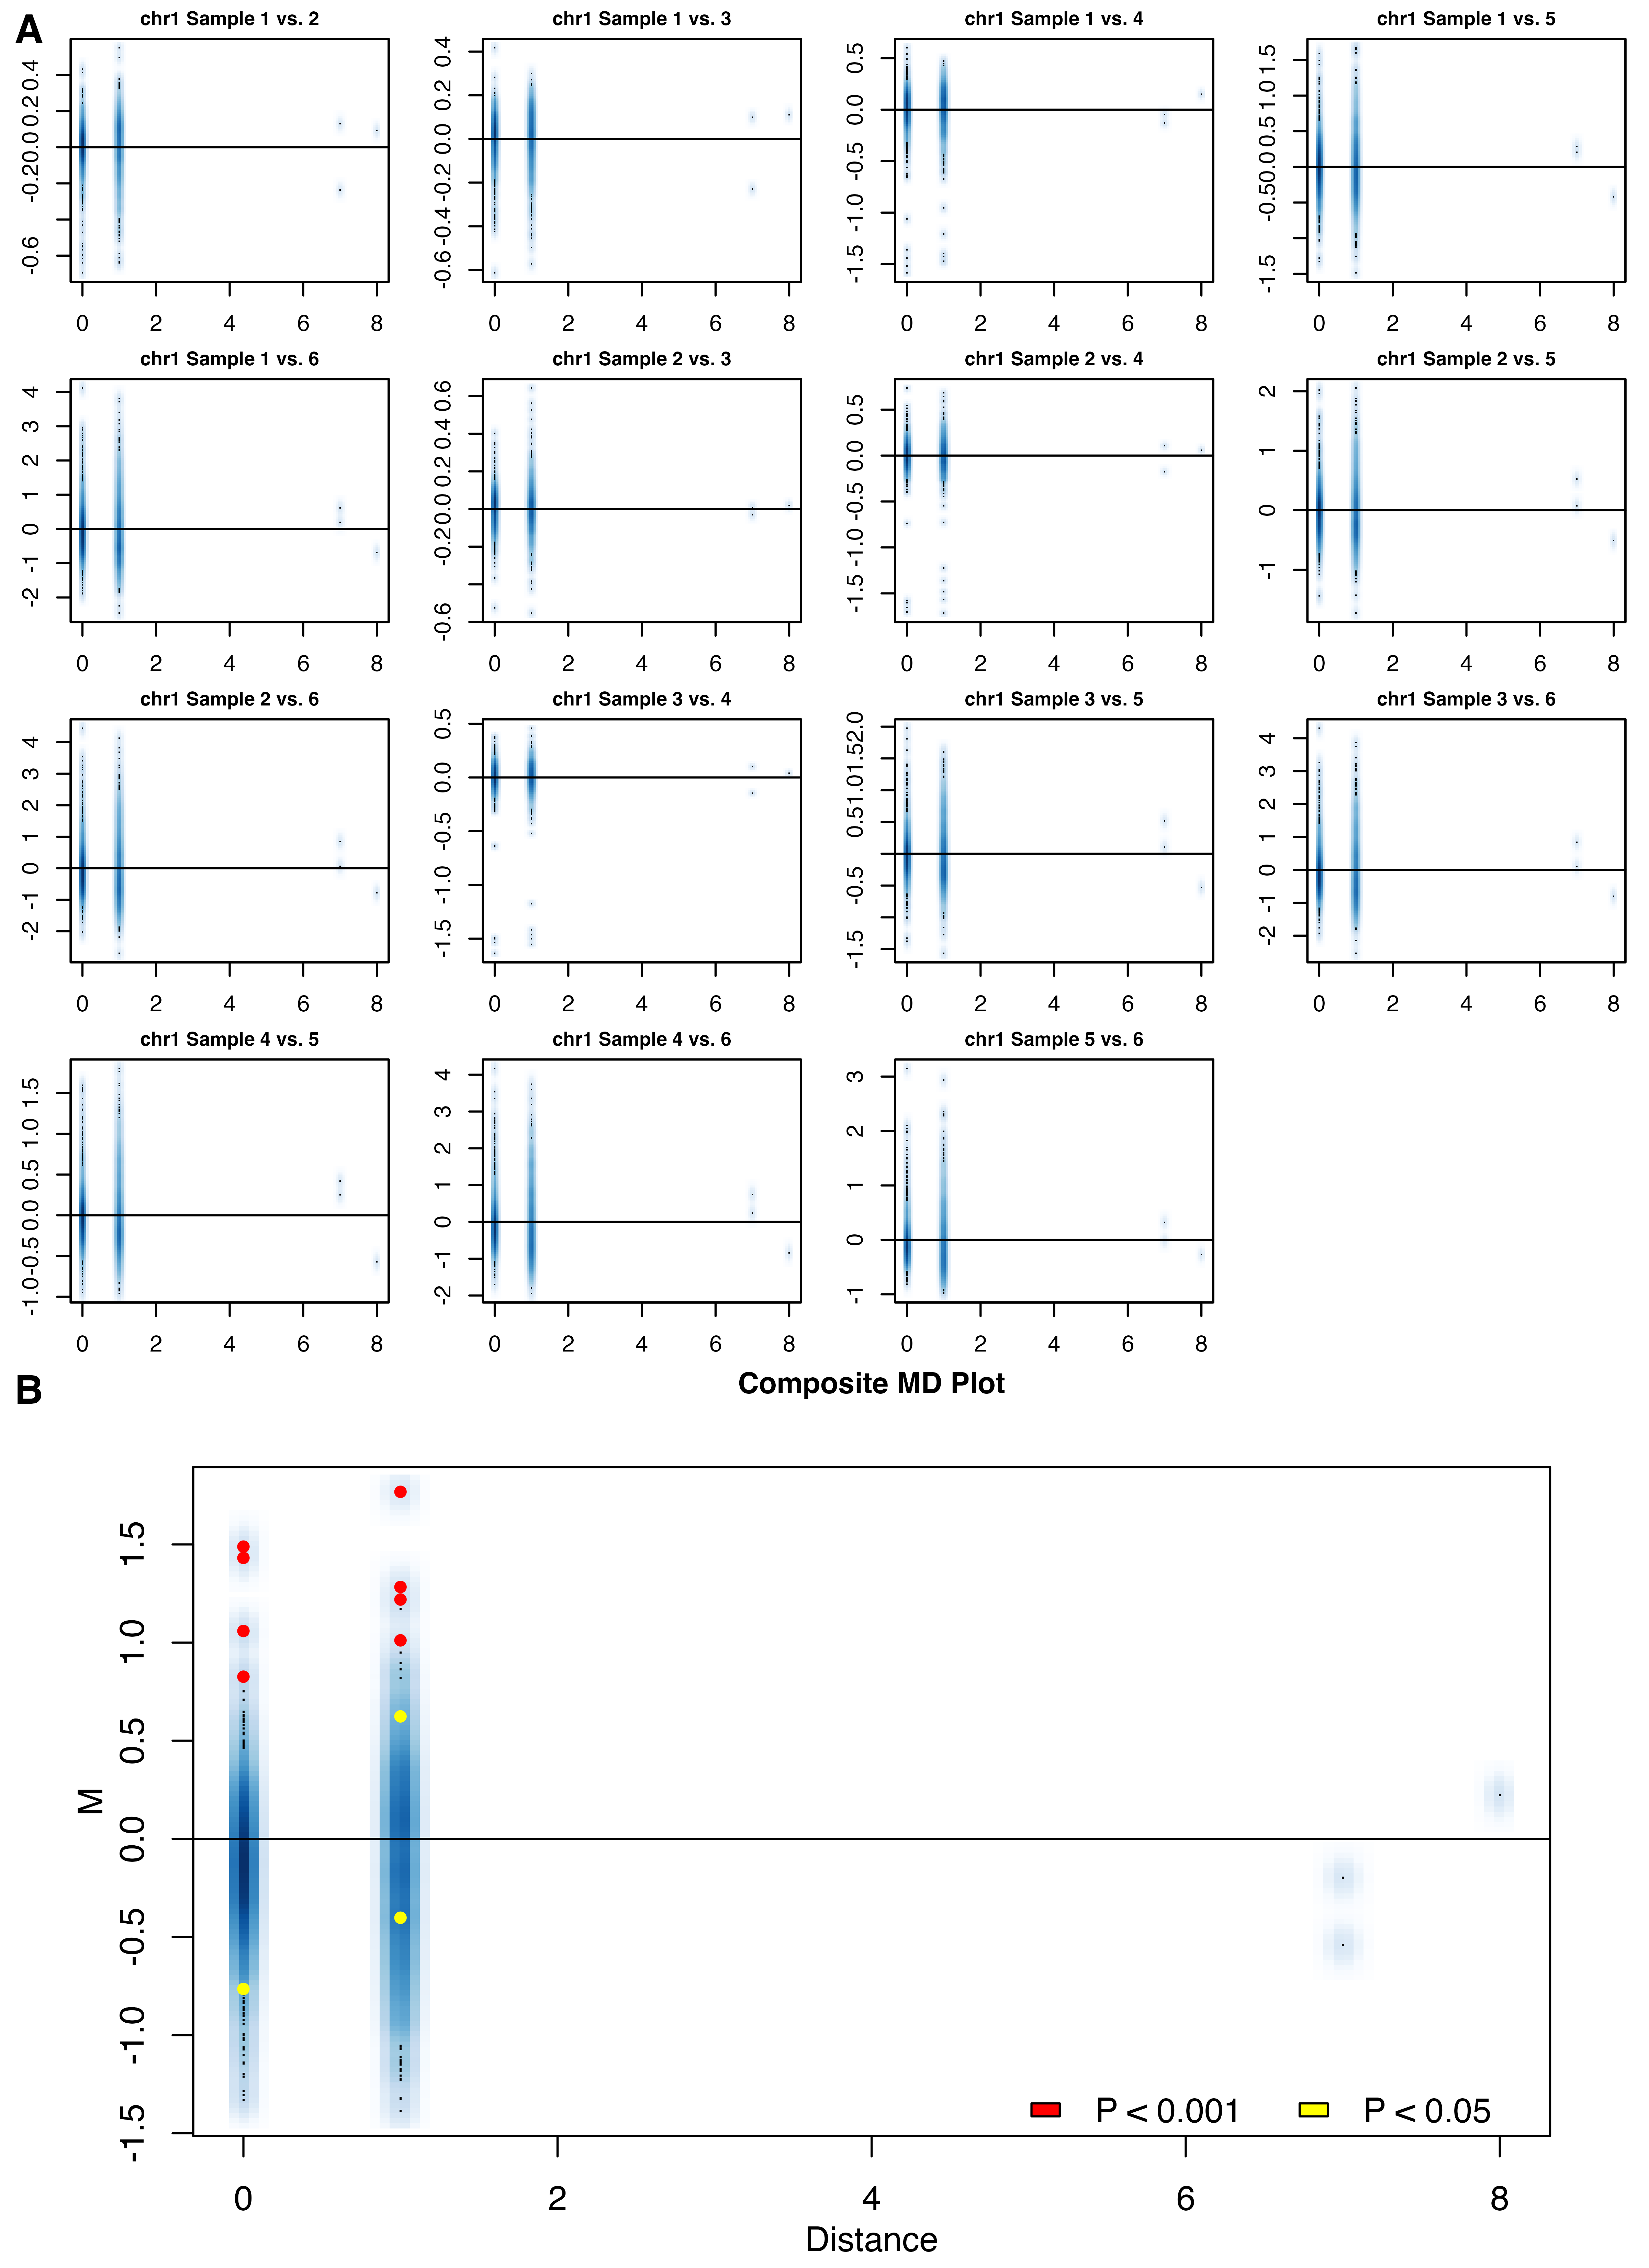 A
chr1 Sample 1 vs. 2
-0.6 -0.2 0.0 0.2 0.4
0 2 4 6 8
chr1 Sample 1 vs. 3
-0.6 -0.4 -0.2 0.0 0.2 0.4
0 2 4 6 8
chr1 Sample 1 vs. 4
-1.5 -1.0 -0.5 0.0 0.5
0 2 4 6 8
chr1 Sample 1 vs. 5
-1.5 -0.5 0.0 0.5 1.0 1.5
0 2 4 6 8
chr1 Sample 1 vs. 6
-2 -1 0 1 2 3 4
0 2 4 6 8
chr1 Sample 2 vs. 3
-0.6 -0.2 0.0 0.2 0.4 0.6
0 2 4 6 8
chr1 Sample 2 vs. 4
-1.5 -1.0 -0.5 0.0 0.5
0 2 4 6 8
chr1 Sample 2 vs. 5
-1 0 1 2
0 2 4 6 8
chr1 Sample 2 vs. 6
-2 -1 0 1 2 3 4
0 2 4 6 8
chr1 Sample 3 vs. 4
-1.5 -1.0 -0.5 0.0 0.5
0 2 4 6 8
chr1 Sample 3 vs. 5
-1.5 -0.5 0.5 1.0 1.5 2.0
0 2 4 6 8
chr1 Sample 3 vs. 6
-2 -1 0 1 2 3 4
0 2 4 6 8
chr1 Sample 4 vs. 5
-1.0 -0.5 0.0 0.5 1.0 1.5
0 2 4 6 8
chr1 Sample 4 vs. 6
-2 -1 0 1 2 3 4
0 2 4 6 8
chr1 Sample 5 vs. 6
-1 0 1 2 3
0 2 4 6 8
B
Composite MD Plot
M
-1.5 -1.0 -0.5 0.0 0.5 1.0 1.5
P < 0.001 P < 0.05
0 2 4 6 8
Distance